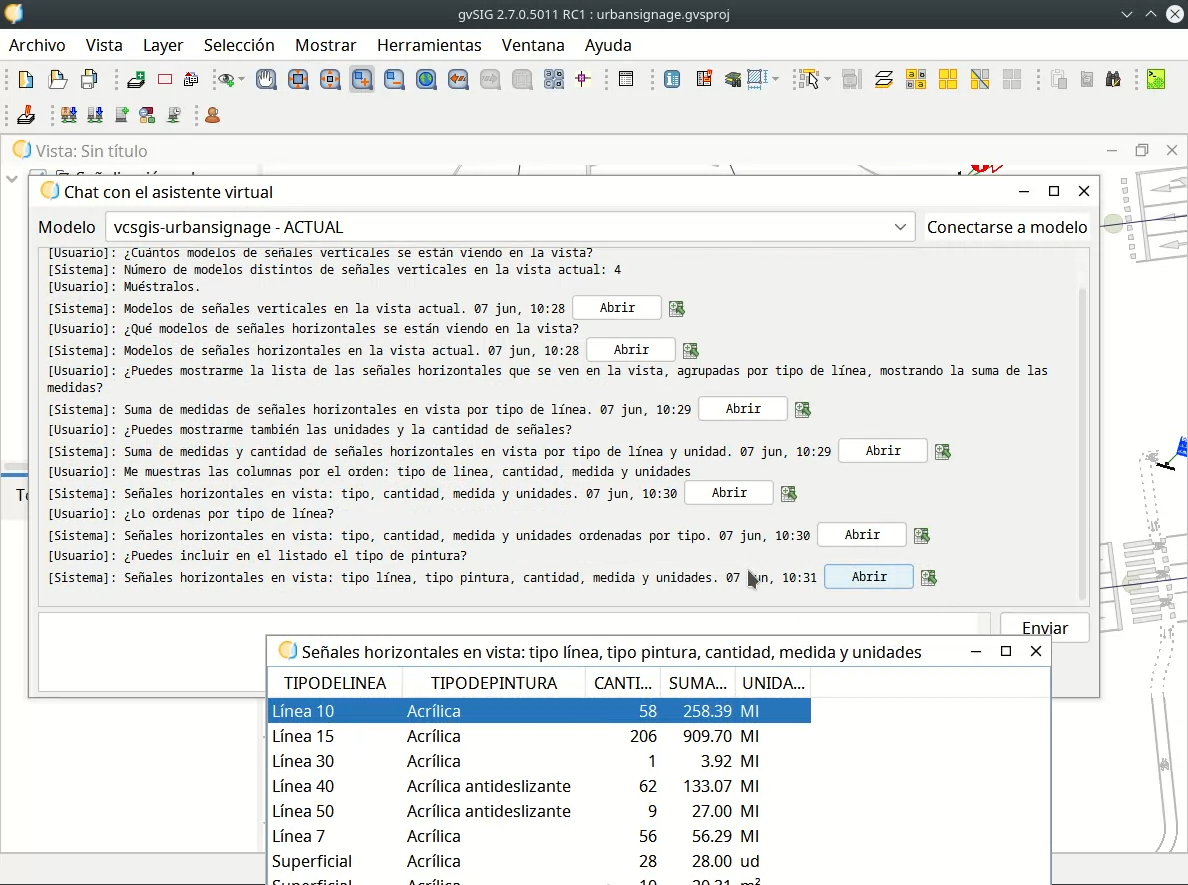 gvSIG 2.7.0.5011 RC1 : urbansignage.gvsproj
Archivo Vista Layer Selección Mostrar Herramientas Ventana Ayuda
Vista: Sin título
Chat con el asistente virtual
Modelo vcsgis-urbansignage - ACTUAL Conectarse a modelo
[Usuario]: ¿Cuántos modelos de señales verticales se están viendo en la vista?
[Sistema]: Número de modelos distintos de señales verticales en la vista actual: 4
[Usuario]: Muéstralos.
[Sistema]: Modelos de señales verticales en la vista actual. 07 jun, 10:28 Abrir
[Usuario]: ¿Qué modelos de señales horizontales se están viendo en la vista?
[Sistema]: Modelos de señales horizontales en la vista actual. 07 jun, 10:28 Abrir
[Usuario]: ¿Puedes mostrarme la lista de las señales horizontales que se ven en la vista, agrupadas por tipo de línea, mostrando la suma de las
medidas?
[Sistema]: Suma de medidas de señales horizontales en vista por tipo de línea. 07 jun, 10:29 Abrir
[Usuario]: ¿Puedes mostrarme también las unidades y la cantidad de señales?
[Sistema]: Suma de medidas y cantidad de señales horizontales en vista por tipo de línea y unidad. 07 jun, 10:29 Abrir
[Usuario]: Me muestras las columnas por el orden: tipo de linea, cantidad, medida y unidades
[Sistema]: Señales horizontales en vista: tipo, cantidad, medida y unidades. 07 jun, 10:30 Abrir
[Usuario]: ¿Lo ordenas por tipo de línea?
[Sistema]: Señales horizontales en vista: tipo, cantidad, medida y unidades ordenadas por tipo. 07 jun, 10:30 Abrir
[Usuario]: ¿Puedes incluir en el listado el tipo de pintura?
[Sistema]: Señales horizontales en vista: tipo línea, tipo pintura, cantidad, medida y unidades. 07 jun, 10:31 Abrir
Enviar
Señales horizontales en vista: tipo línea, tipo pintura, cantidad, medida y unidades
TIPODELINEA TIPODEPINTURA CANTI... SUMA... UNIDA...
Línea 10 Acrílica 58 258.39 Ml
Línea 15 Acrílica 206 909.70 Ml
Línea 30 Acrílica 1 3.92 Ml
Línea 40 Acrílica antideslizante 62 133.07 Ml
Línea 50 Acrílica antideslizante 9 27.00 Ml
Línea 7 Acrílica 56 56.29 Ml
Superficial Acrílica 28 28.00 ud
Superficial Acrílica